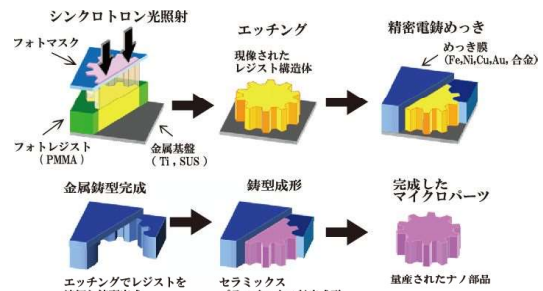 シンクロトロン光照射
エッチング
精密電鋳めっき
フォトマスク
現像された
レジスト構造体
めっき膜
(Fe,Ni,Cu,Au,合金)
フォトレジスト
(PMMA)
金属基盤
(Ti,SUS)
金属鋳型完成
鋳型成形
完成した
マイクロパーツ
エッチングでレジストを
セラミックス
量産されたナノ部品